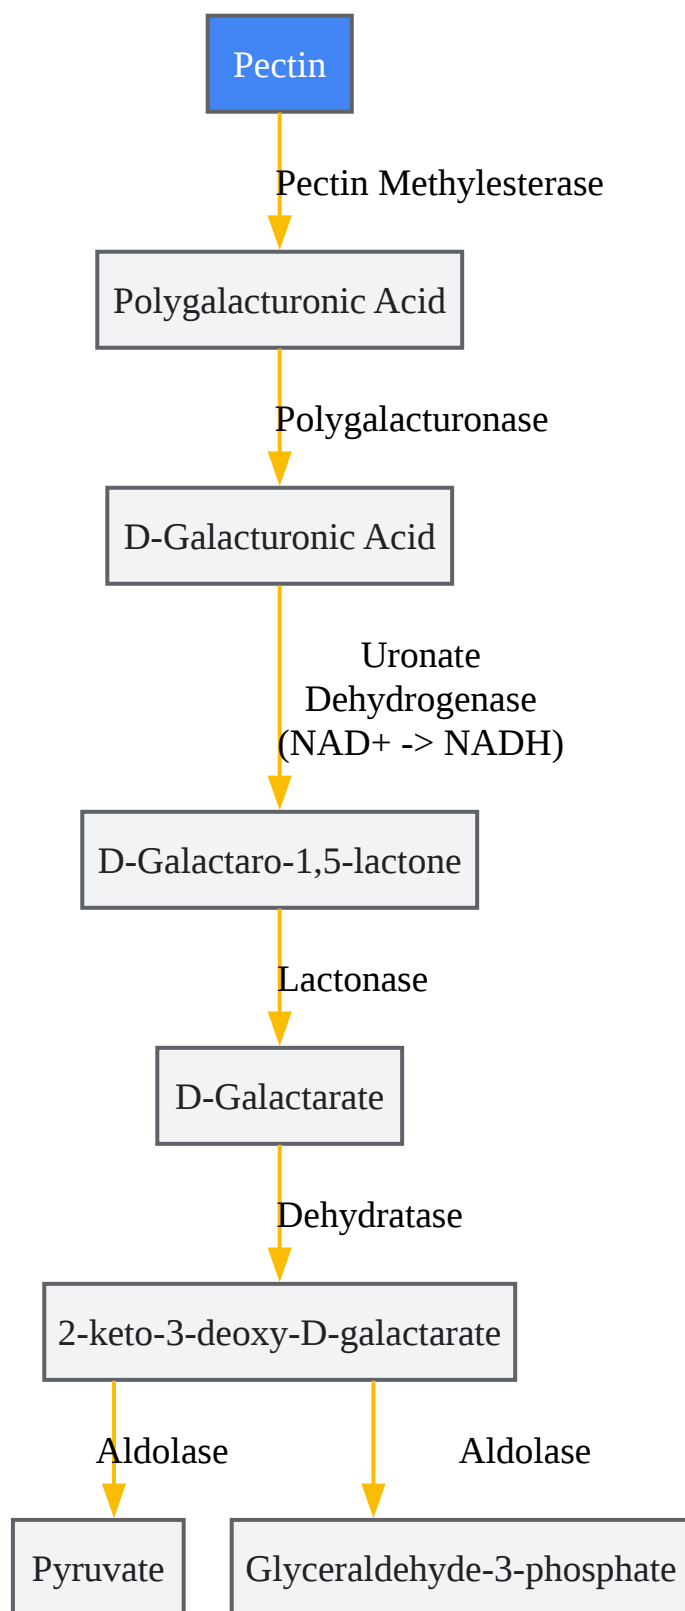 Pectin
Pectin Methylesterase
Polygalacturonic Acid
Polygalacturonase
D-Galacturonic Acid
Uronate
Dehydrogenase
(NAD+ -> NADH)
D-Galactaro-1,5-lactone
Lactonase
D-Galactarate
Dehydratase
2-keto-3-deoxy-D-galactarate
Aldolase
Aldolase
Pyruvate
Glyceraldehyde-3-phosphate